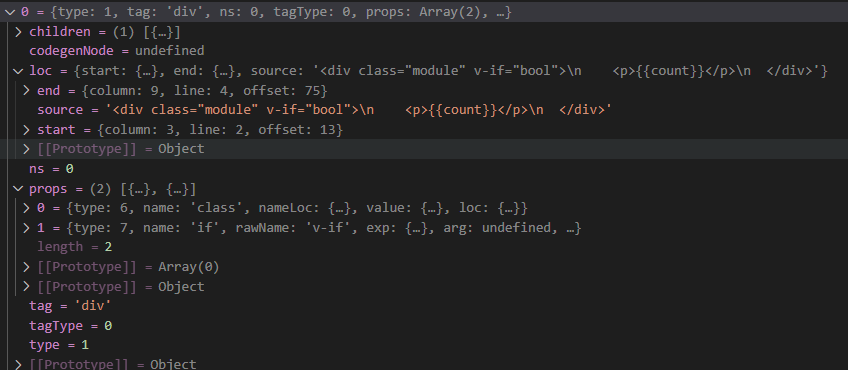 0 = {type: 1, tag: 'div', ns: 0, tagType: 0, props: Array(2), …}
children = (1) [{…}]
codegenNode = undefined
loc = {start: {…}, end: {…}, source: '<div class="module" v-if="bool">\n    <p>{{count}}</p>\n  </div>'}
end = {column: 9, line: 4, offset: 75}
source = '<div class="module" v-if="bool">\n    <p>{{count}}</p>\n  </div>'
start = {column: 3, line: 2, offset: 13}
[[Prototype]] = Object
ns = 0
props = (2) [{…}, {…}]
0 = {type: 6, name: 'class', nameLoc: {…}, value: {…}, loc: {…}}
1 = {type: 7, name: 'if', rawName: 'v-if', exp: {…}, arg: undefined, …}
length = 2
[[Prototype]] = Array(0)
[[Prototype]] = Object
tag = 'div'
tagType = 0
type = 1
[[Prototype]] = Object